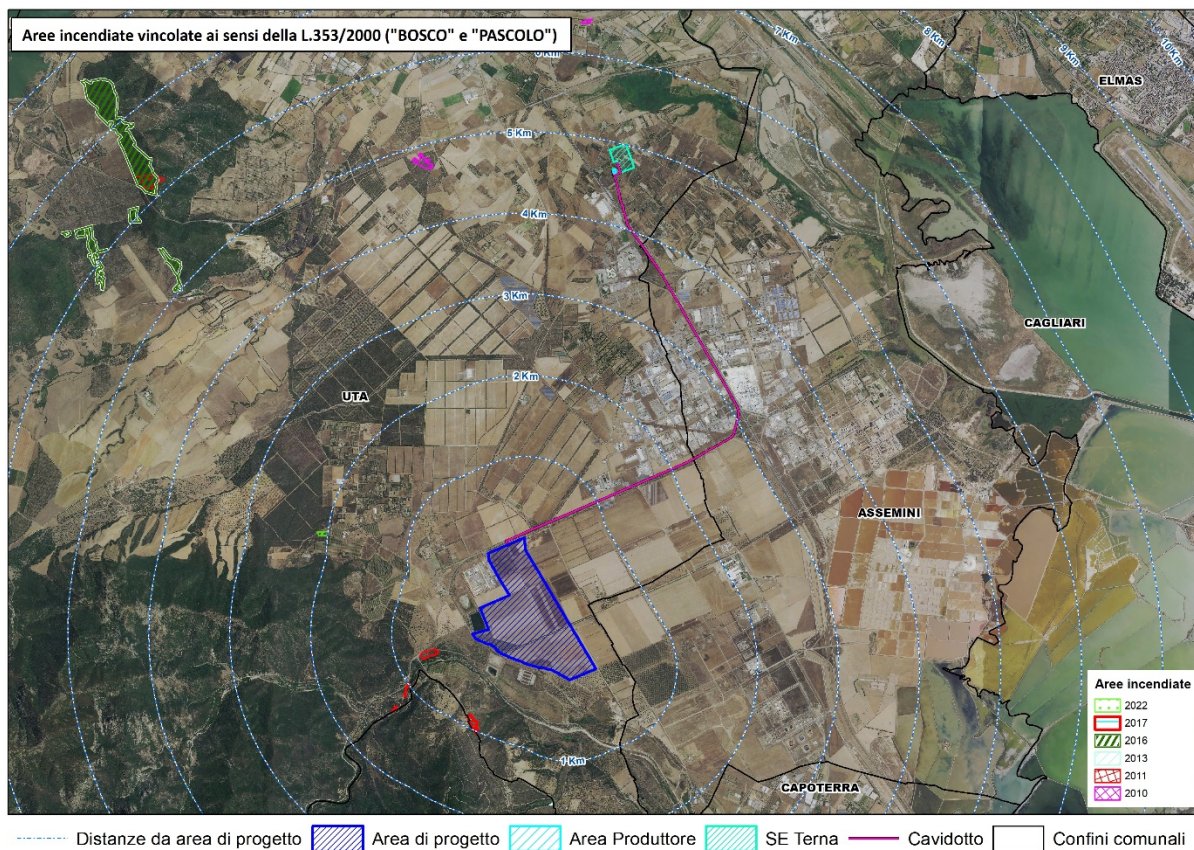 Aree incendiate vincolate ai sensi della L.353/2000 ("BOSCO" e "PASCOLO")
6 Km
7 Km
8 Km
9 Km
10 Km
ELMAS
5 Km
4 Km
3 Km
CAGLIARI
2 Km
UTA
ASSEMINI
1 Km
CAPOTERRA
Aree incendiate
2022
2017
2016
2013
2011
2010
Distanze da area di progetto
Area di progetto
Area Produttore
SE Terna
Cavidotto
Confini comunali